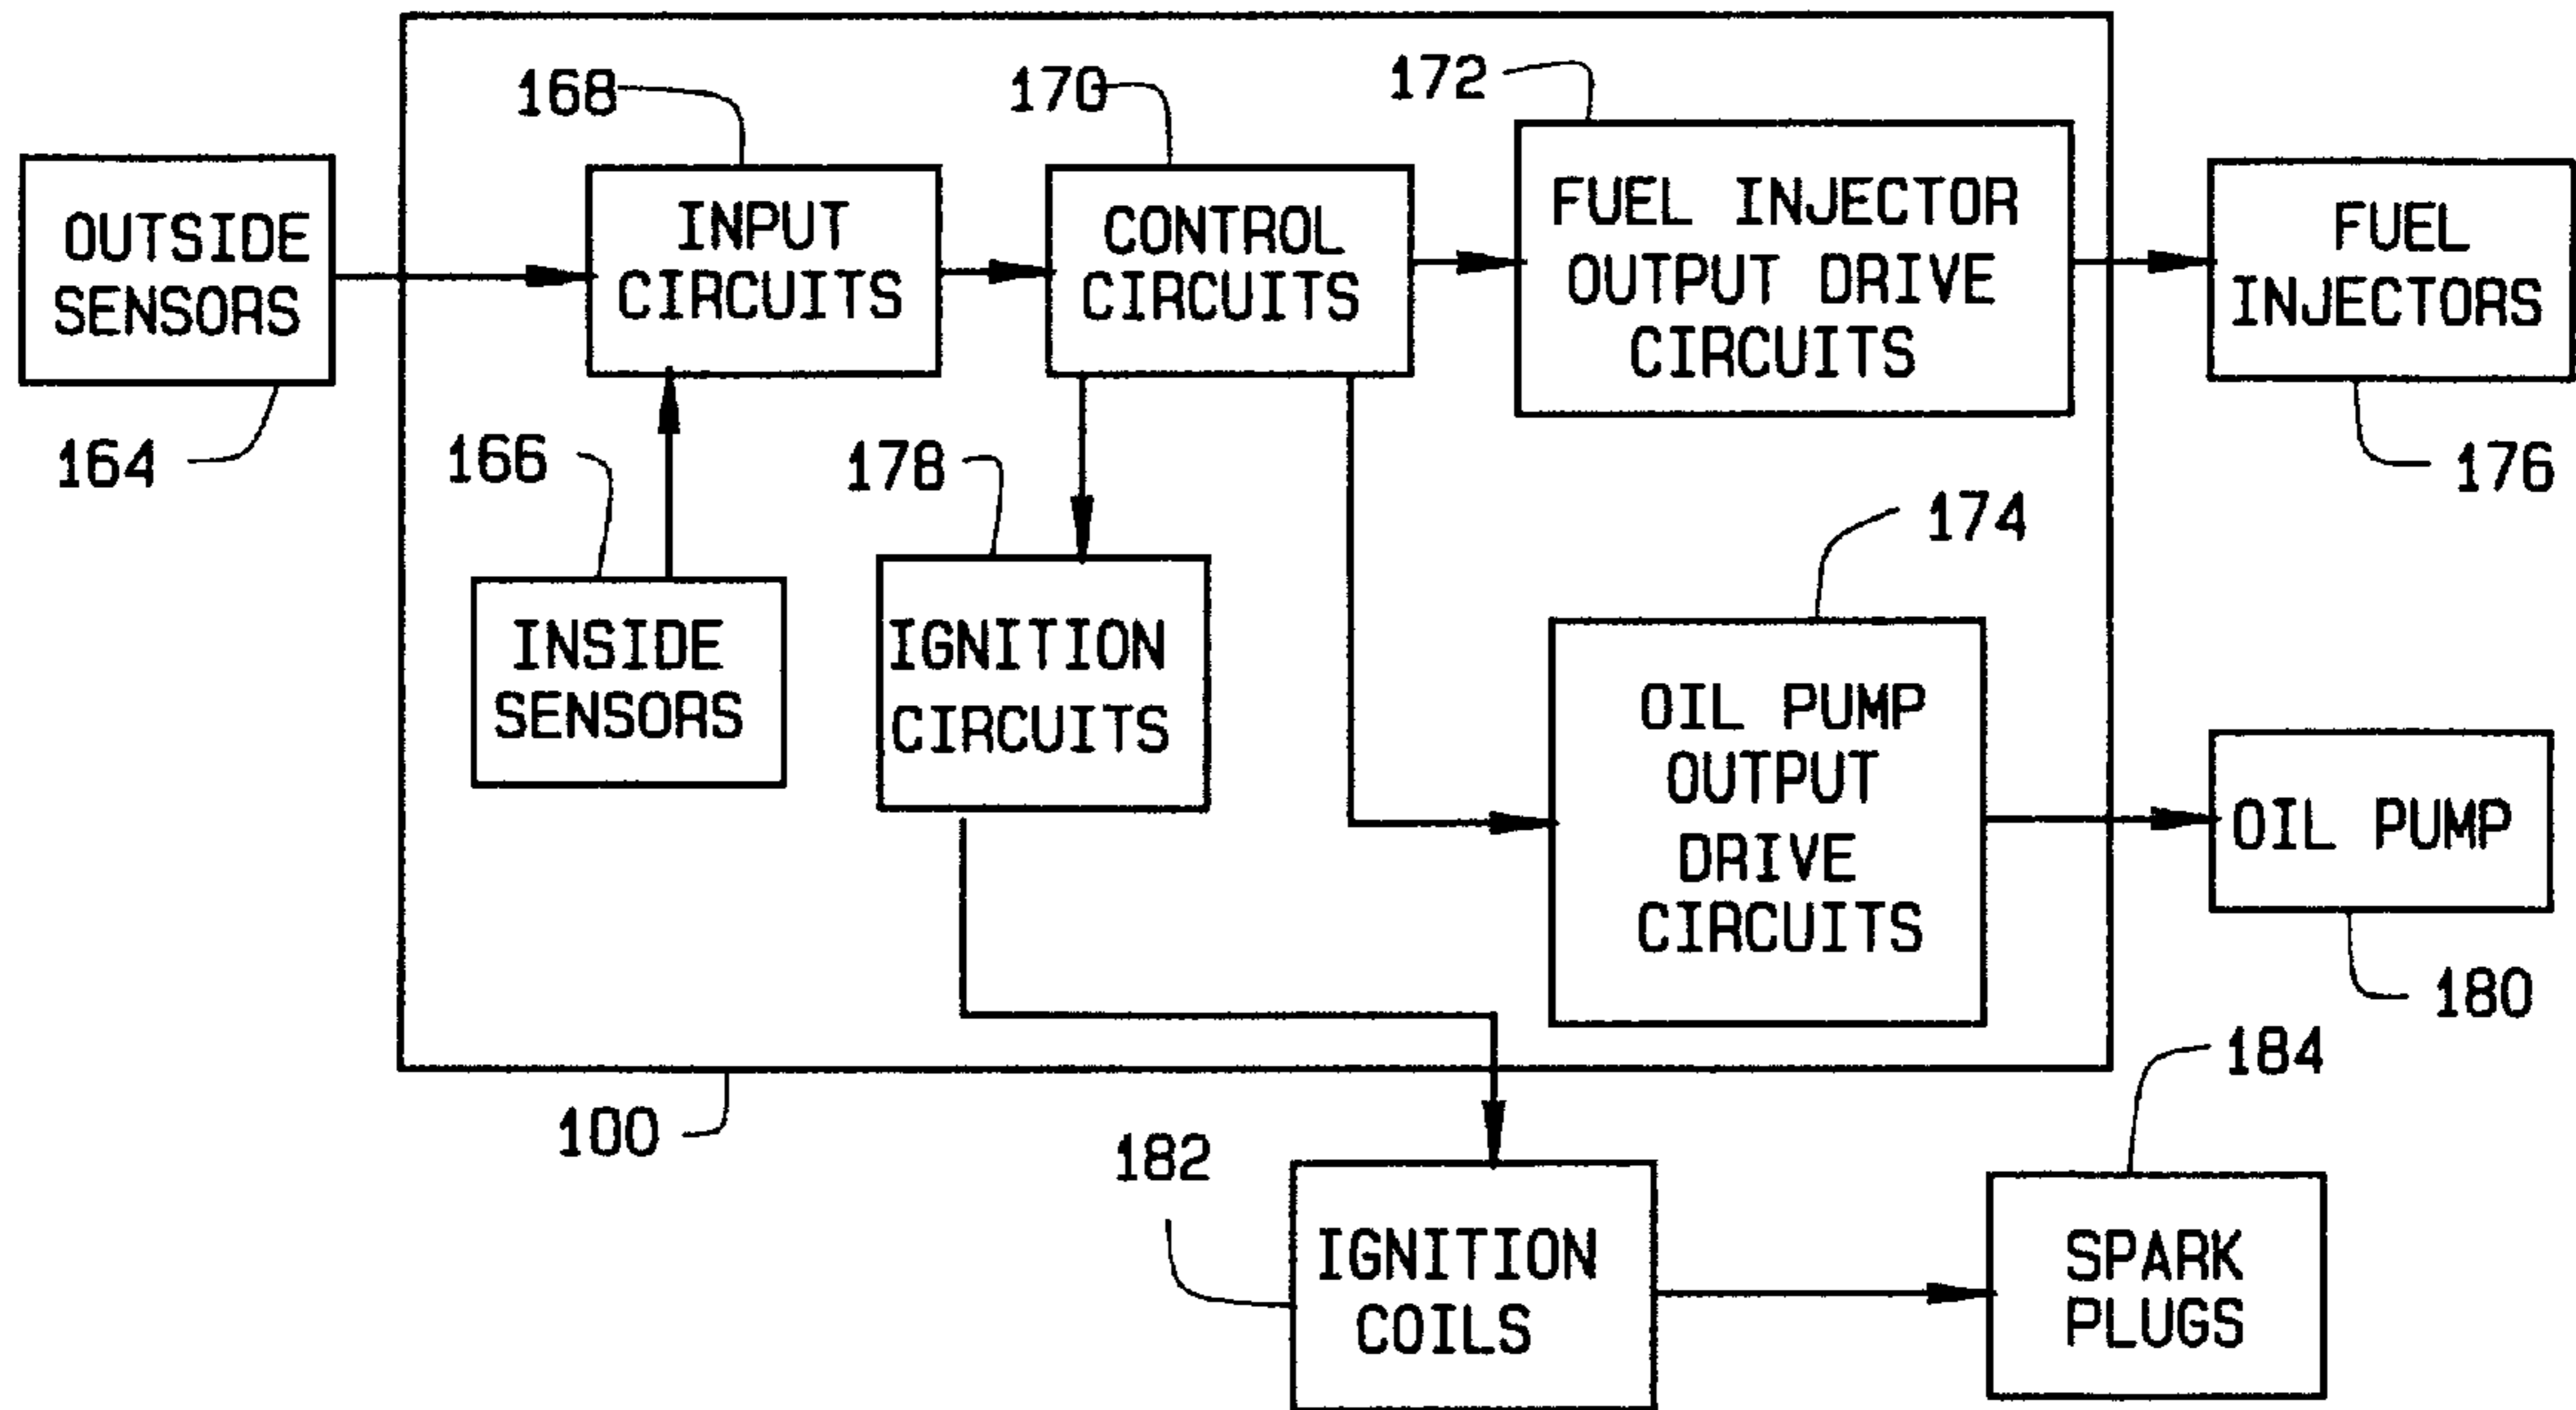 168
170
172
OUTSIDE
SENSORS
164
INPUT
CIRCUITS
CONTROL
CIRCUITS
FUEL INJECTOR
OUTPUT DRIVE
CIRCUITS
FUEL
INJECTORS
176
166
178
174
INSIDE
SENSORS
IGNITION
CIRCUITS
OIL PUMP
OUTPUT
DRIVE
CIRCUITS
OIL PUMP
180
100
182
184
IGNITION
COILS
SPARK
PLUGS